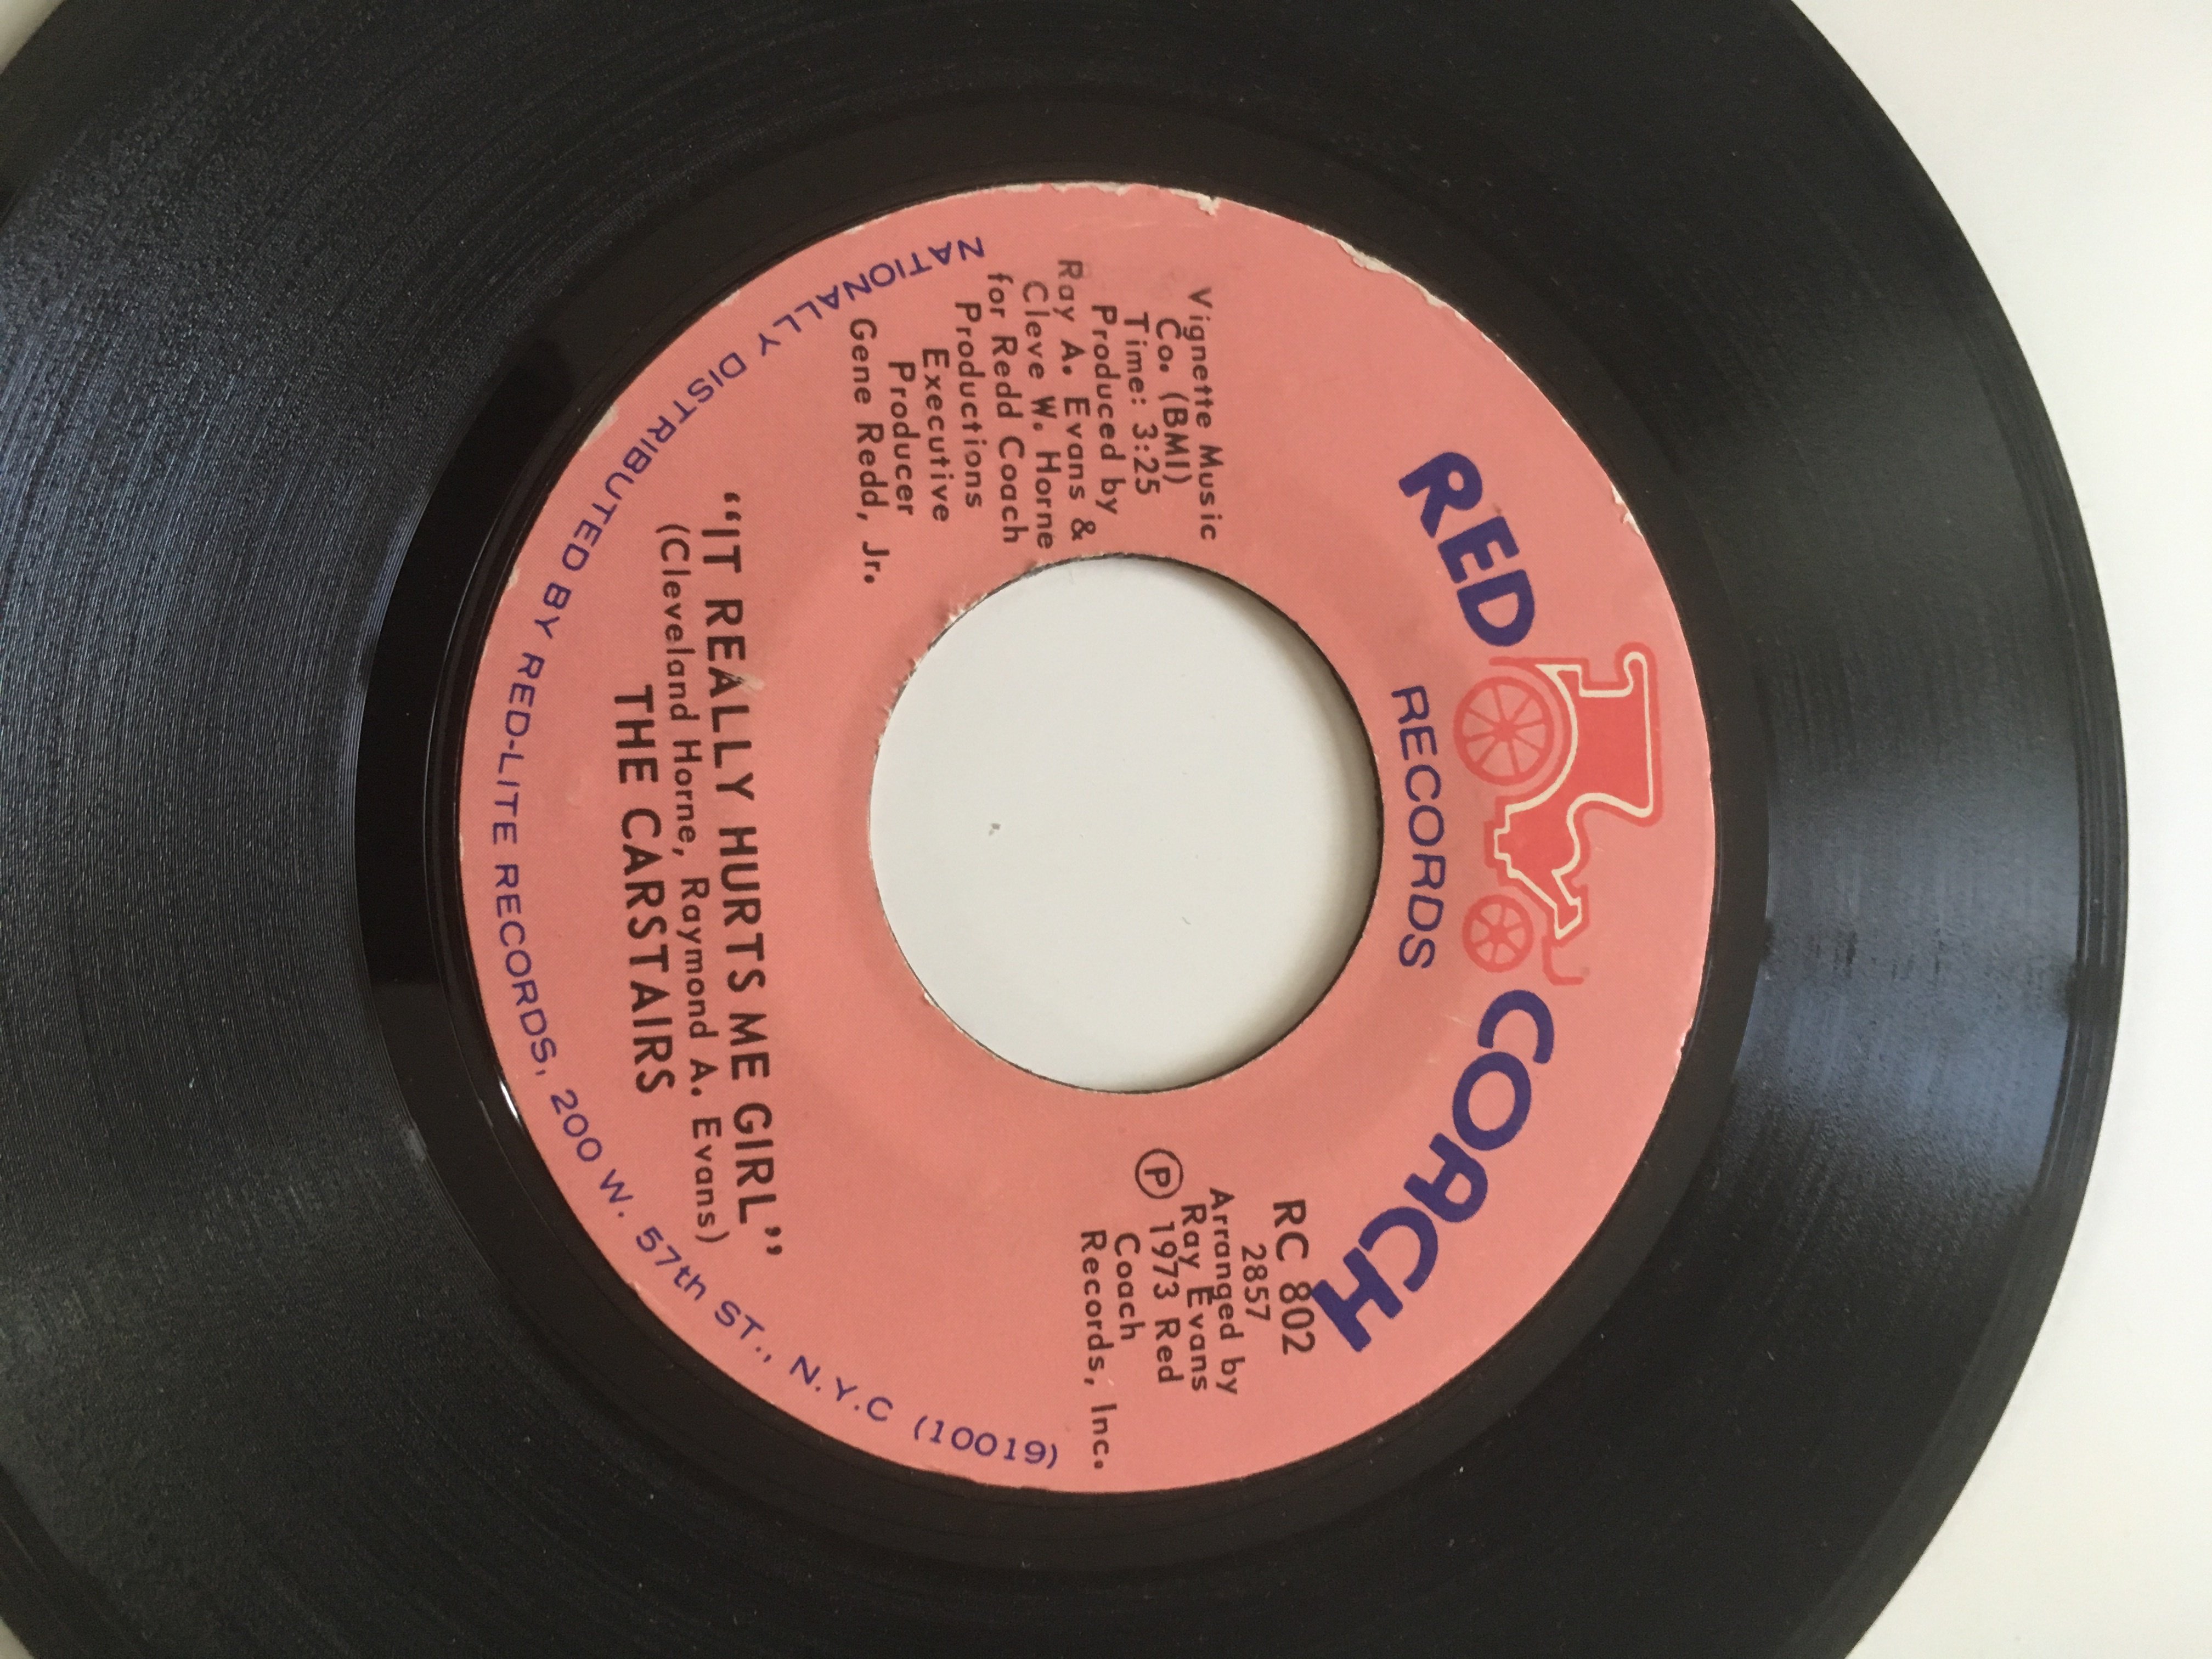 RED COACH
RECORDS
Vignette Music
Co. (BMI)
Time: 3:25
Produced by
Ray A. Evans &
Cleve W. Horne
for Redd Coach
Productions
Executive
Producer
Gene Redd, Jr.
RC 802
2857
Arranged by
Ray Evans
Ⓟ 1973 Red
Coach
Records, Inc.
“IT REALLY HURTS ME GIRL”
(Cleveland Horne, Raymond A. Evans)
THE CARSTAIRS
NATIONALLY DISTRIBUTED BY RED-LITE RECORDS, 200 W. 57th ST., N.Y.C (10019)